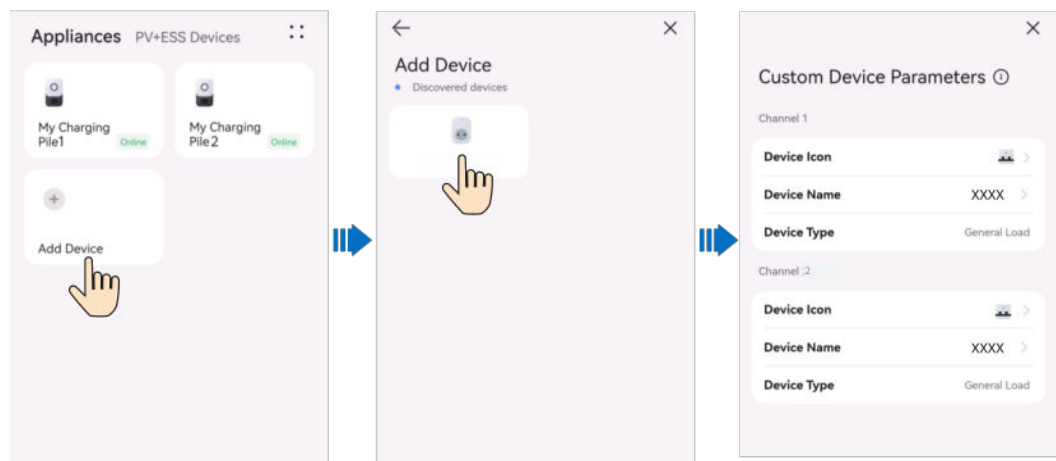 Appliances PV+ESS Devices
My Charging
Pile1 Online
My Charging
Pile 2 Online
Add Device
Add Device
Discovered devices
Custom Device Parameters
Channel 1
Device Icon
Device Name XXXX
Device Type General Load
Channel :2
Device Icon
Device Name XXXX
Device Type General Load